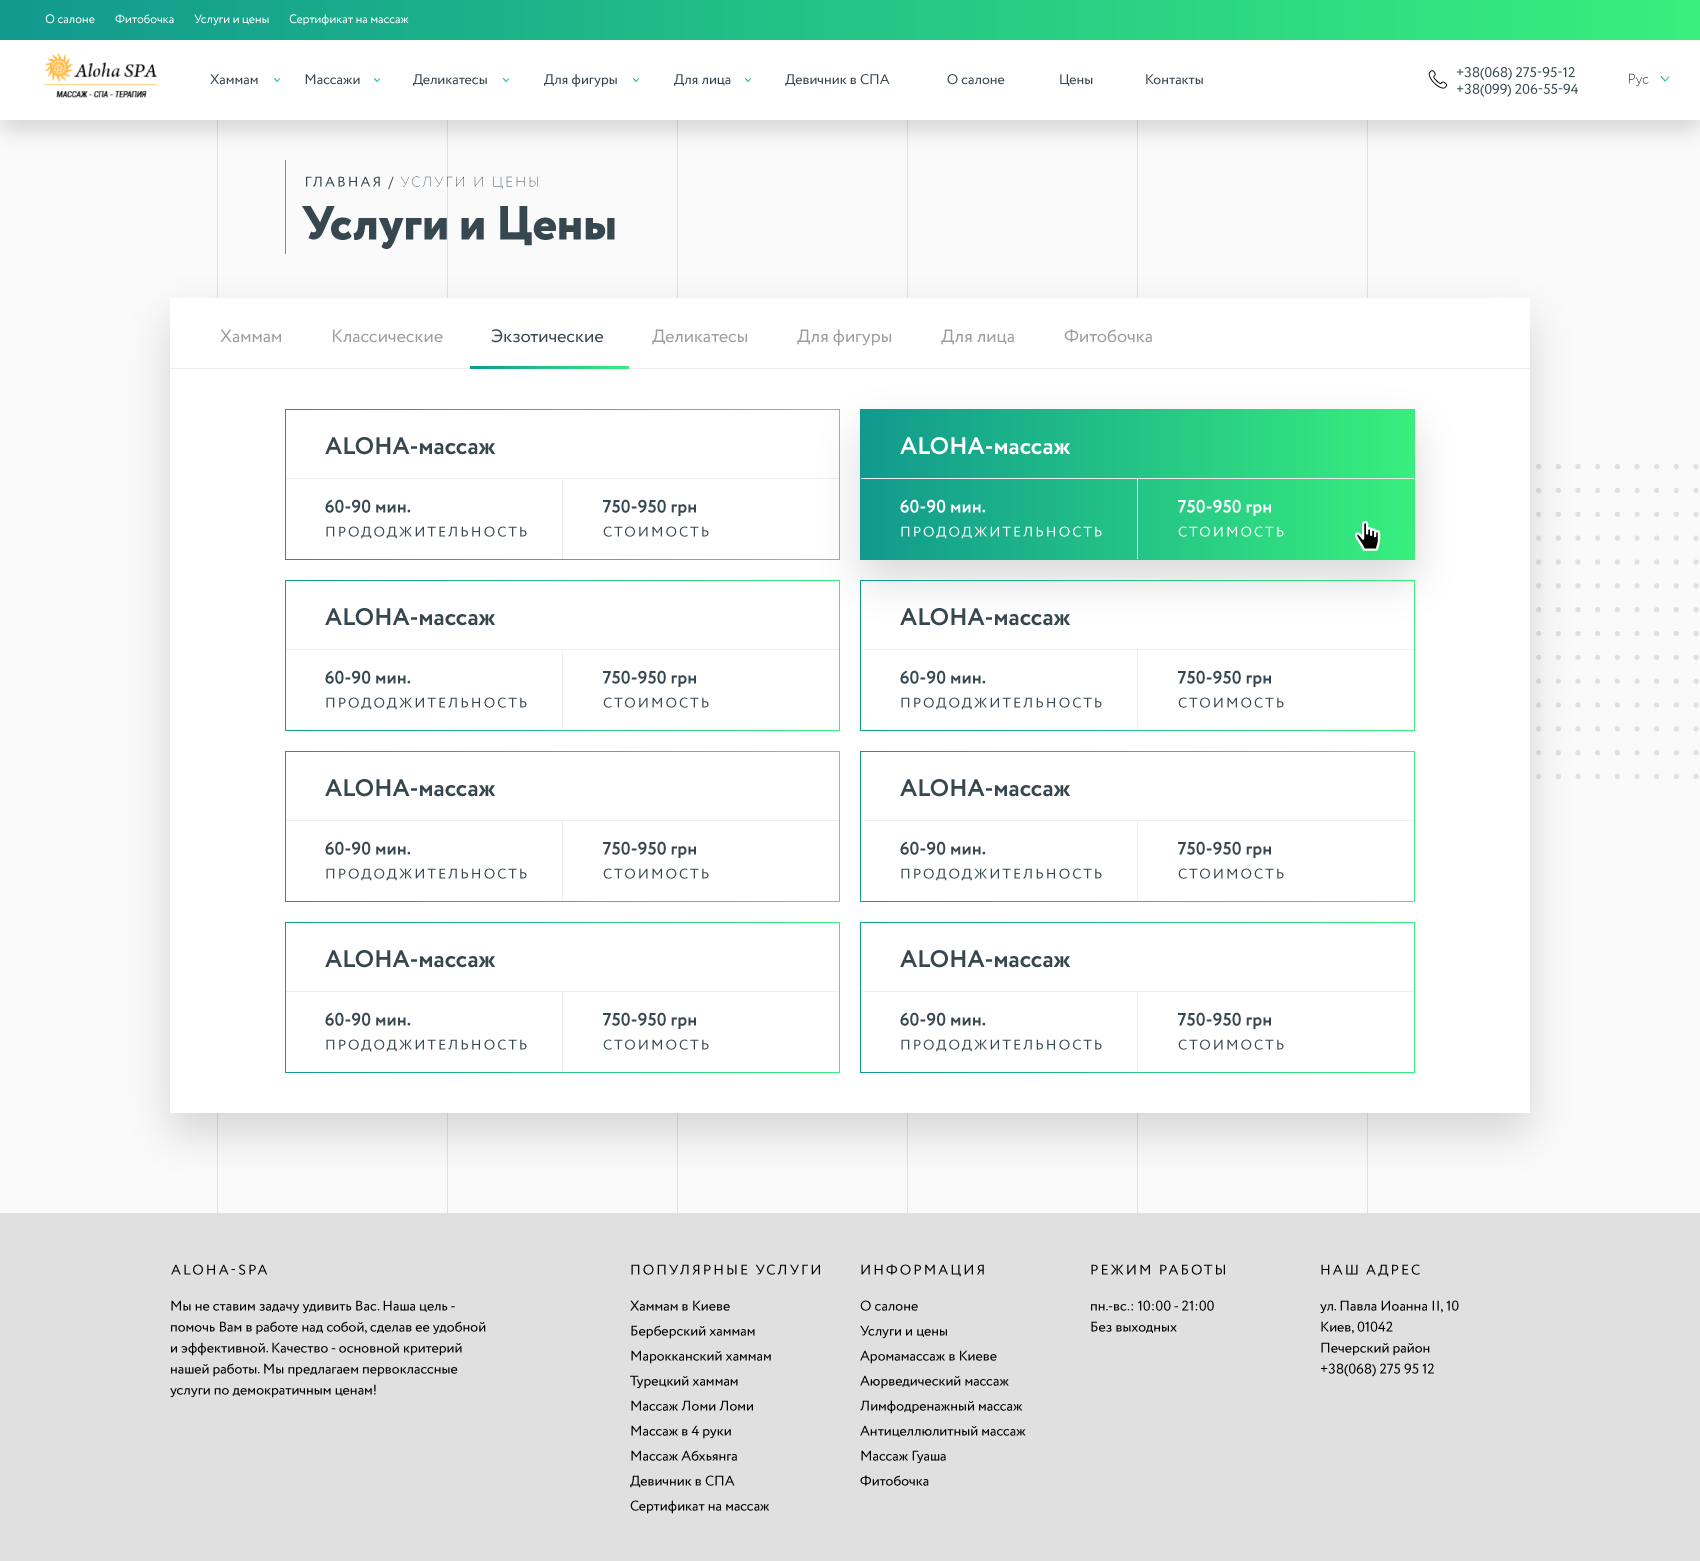 О салоне Фитобочка Услуги и цены Сертификат на массаж
Aloha SPA
МАССАЖ - СПА - ТЕРАПИЯ
Хаммам Массажи Деликатесы Для фигуры Для лица Девичник в СПА О салоне Цены Контакты
+38(068) 275-95-12
+38(099) 206-55-94
Рус
ГЛАВНАЯ / УСЛУГИ И ЦЕНЫ
Услуги и Цены
Хаммам Классические Экзотические Деликатесы Для фигуры Для лица Фитобочка
ALOHA-массаж
60-90 мин. 750-950 грн
ПРОДОДЖИТЕЛЬНОСТЬ СТОИМОСТЬ
ALOHA-массаж
60-90 мин. 750-950 грн
ПРОДОДЖИТЕЛЬНОСТЬ СТОИМОСТЬ
ALOHA-массаж
60-90 мин. 750-950 грн
ПРОДОДЖИТЕЛЬНОСТЬ СТОИМОСТЬ
ALOHA-массаж
60-90 мин. 750-950 грн
ПРОДОДЖИТЕЛЬНОСТЬ СТОИМОСТЬ
ALOHA-массаж
60-90 мин. 750-950 грн
ПРОДОДЖИТЕЛЬНОСТЬ СТОИМОСТЬ
ALOHA-массаж
60-90 мин. 750-950 грн
ПРОДОДЖИТЕЛЬНОСТЬ СТОИМОСТЬ
ALOHA-массаж
60-90 мин. 750-950 грн
ПРОДОДЖИТЕЛЬНОСТЬ СТОИМОСТЬ
ALOHA-массаж
60-90 мин. 750-950 грн
ПРОДОДЖИТЕЛЬНОСТЬ СТОИМОСТЬ
ALOHA-SPA
Мы не ставим задачу удивить Вас. Наша цель -
помочь Вам в работе над собой, сделав ее удобной
и эффективной. Качество - основной критерий
нашей работы. Мы предлагаем первоклассные
услуги по демократичным ценам!
ПОПУЛЯРНЫЕ УСЛУГИ
Хаммам в Киеве
Берберский хаммам
Марокканский хаммам
Турецкий хаммам
Массаж Ломи Ломи
Массаж в 4 руки
Массаж Абхьянга
Девичник в СПА
Сертификат на массаж
ИНФОРМАЦИЯ
О салоне
Услуги и цены
Аромамассаж в Киеве
Аюрведический массаж
Лимфодренажный массаж
Антицеллюлитный массаж
Массаж Гуаша
Фитобочка
РЕЖИМ РАБОТЫ
пн.-вс.: 10:00 - 21:00
Без выходных
НАШ АДРЕС
ул. Павла Иоанна II, 10
Киев, 01042
Печерский район
+38(068) 275 95 12